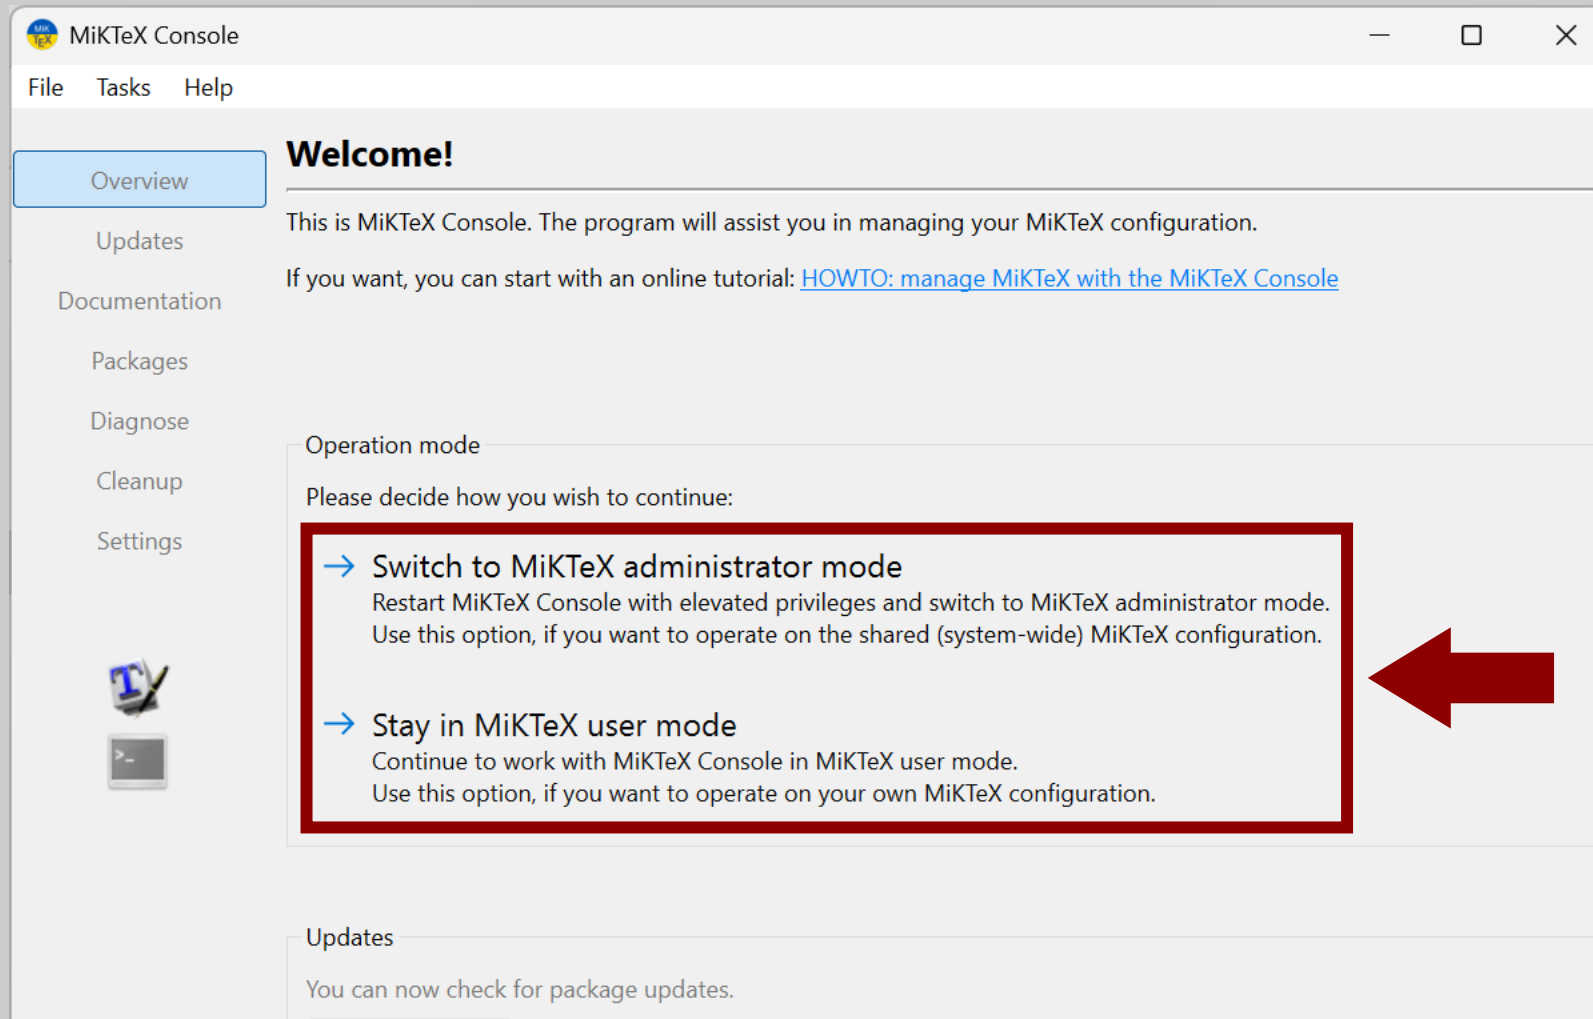 MiKTeX Console
File Tasks Help
Overview
Updates
Documentation
Packages
Diagnose
Cleanup
Settings
Welcome!
This is MiKTeX Console. The program will assist you in managing your MiKTeX configuration.
If you want, you can start with an online tutorial: HOWTO: manage MiKTeX with the MiKTeX Console
Operation mode
Please decide how you wish to continue:
Switch to MiKTeX administrator mode
Restart MiKTeX Console with elevated privileges and switch to MiKTeX administrator mode.
Use this option, if you want to operate on the shared (system-wide) MiKTeX configuration.
Stay in MiKTeX user mode
Continue to work with MiKTeX Console in MiKTeX user mode.
Use this option, if you want to operate on your own MiKTeX configuration.
Updates
You can now check for package updates.